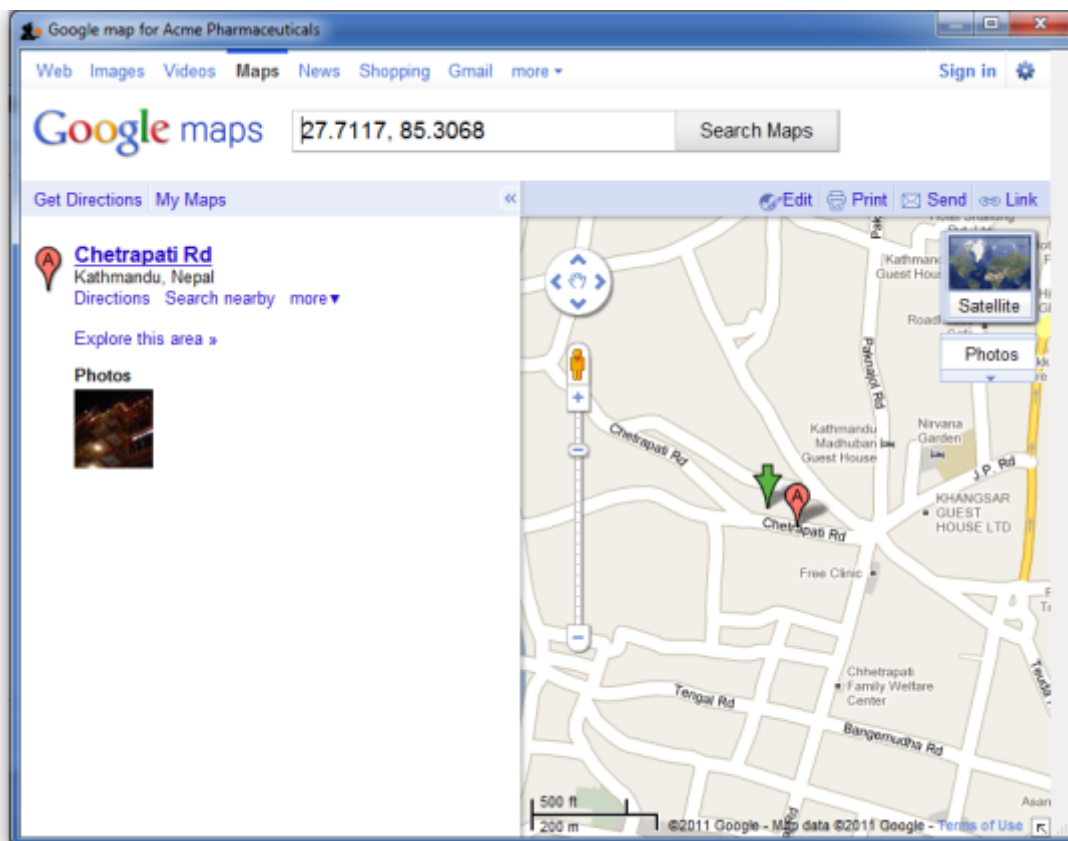 Google map for Acme Pharmaceuticals
Web Images Videos Maps News Shopping Gmail more
Sign in
Google maps
27.7117, 85.3068
Search Maps
Get Directions My Maps
«
Edit Print Send Link
A
Chetrapati Rd
Kathmandu, Nepal
Directions Search nearby more▼
Explore this area »
Photos
Satellite
Photos
Guest House
Paknajol Rd
Kathmandu
Madhuban
Guest House
Nirvana
Garden
J.P. Rd
Chetrapati Rd
KHANGSAR
GUEST
HOUSE LTD
A
Chetrapati Rd
Free Clinic
Chhetrapati
Family Welfare
Center
Tengal Rd
Bangemudha Rd
500 ft
200 m
©2011 Google - Map data ©2011 Google - Terms of Use